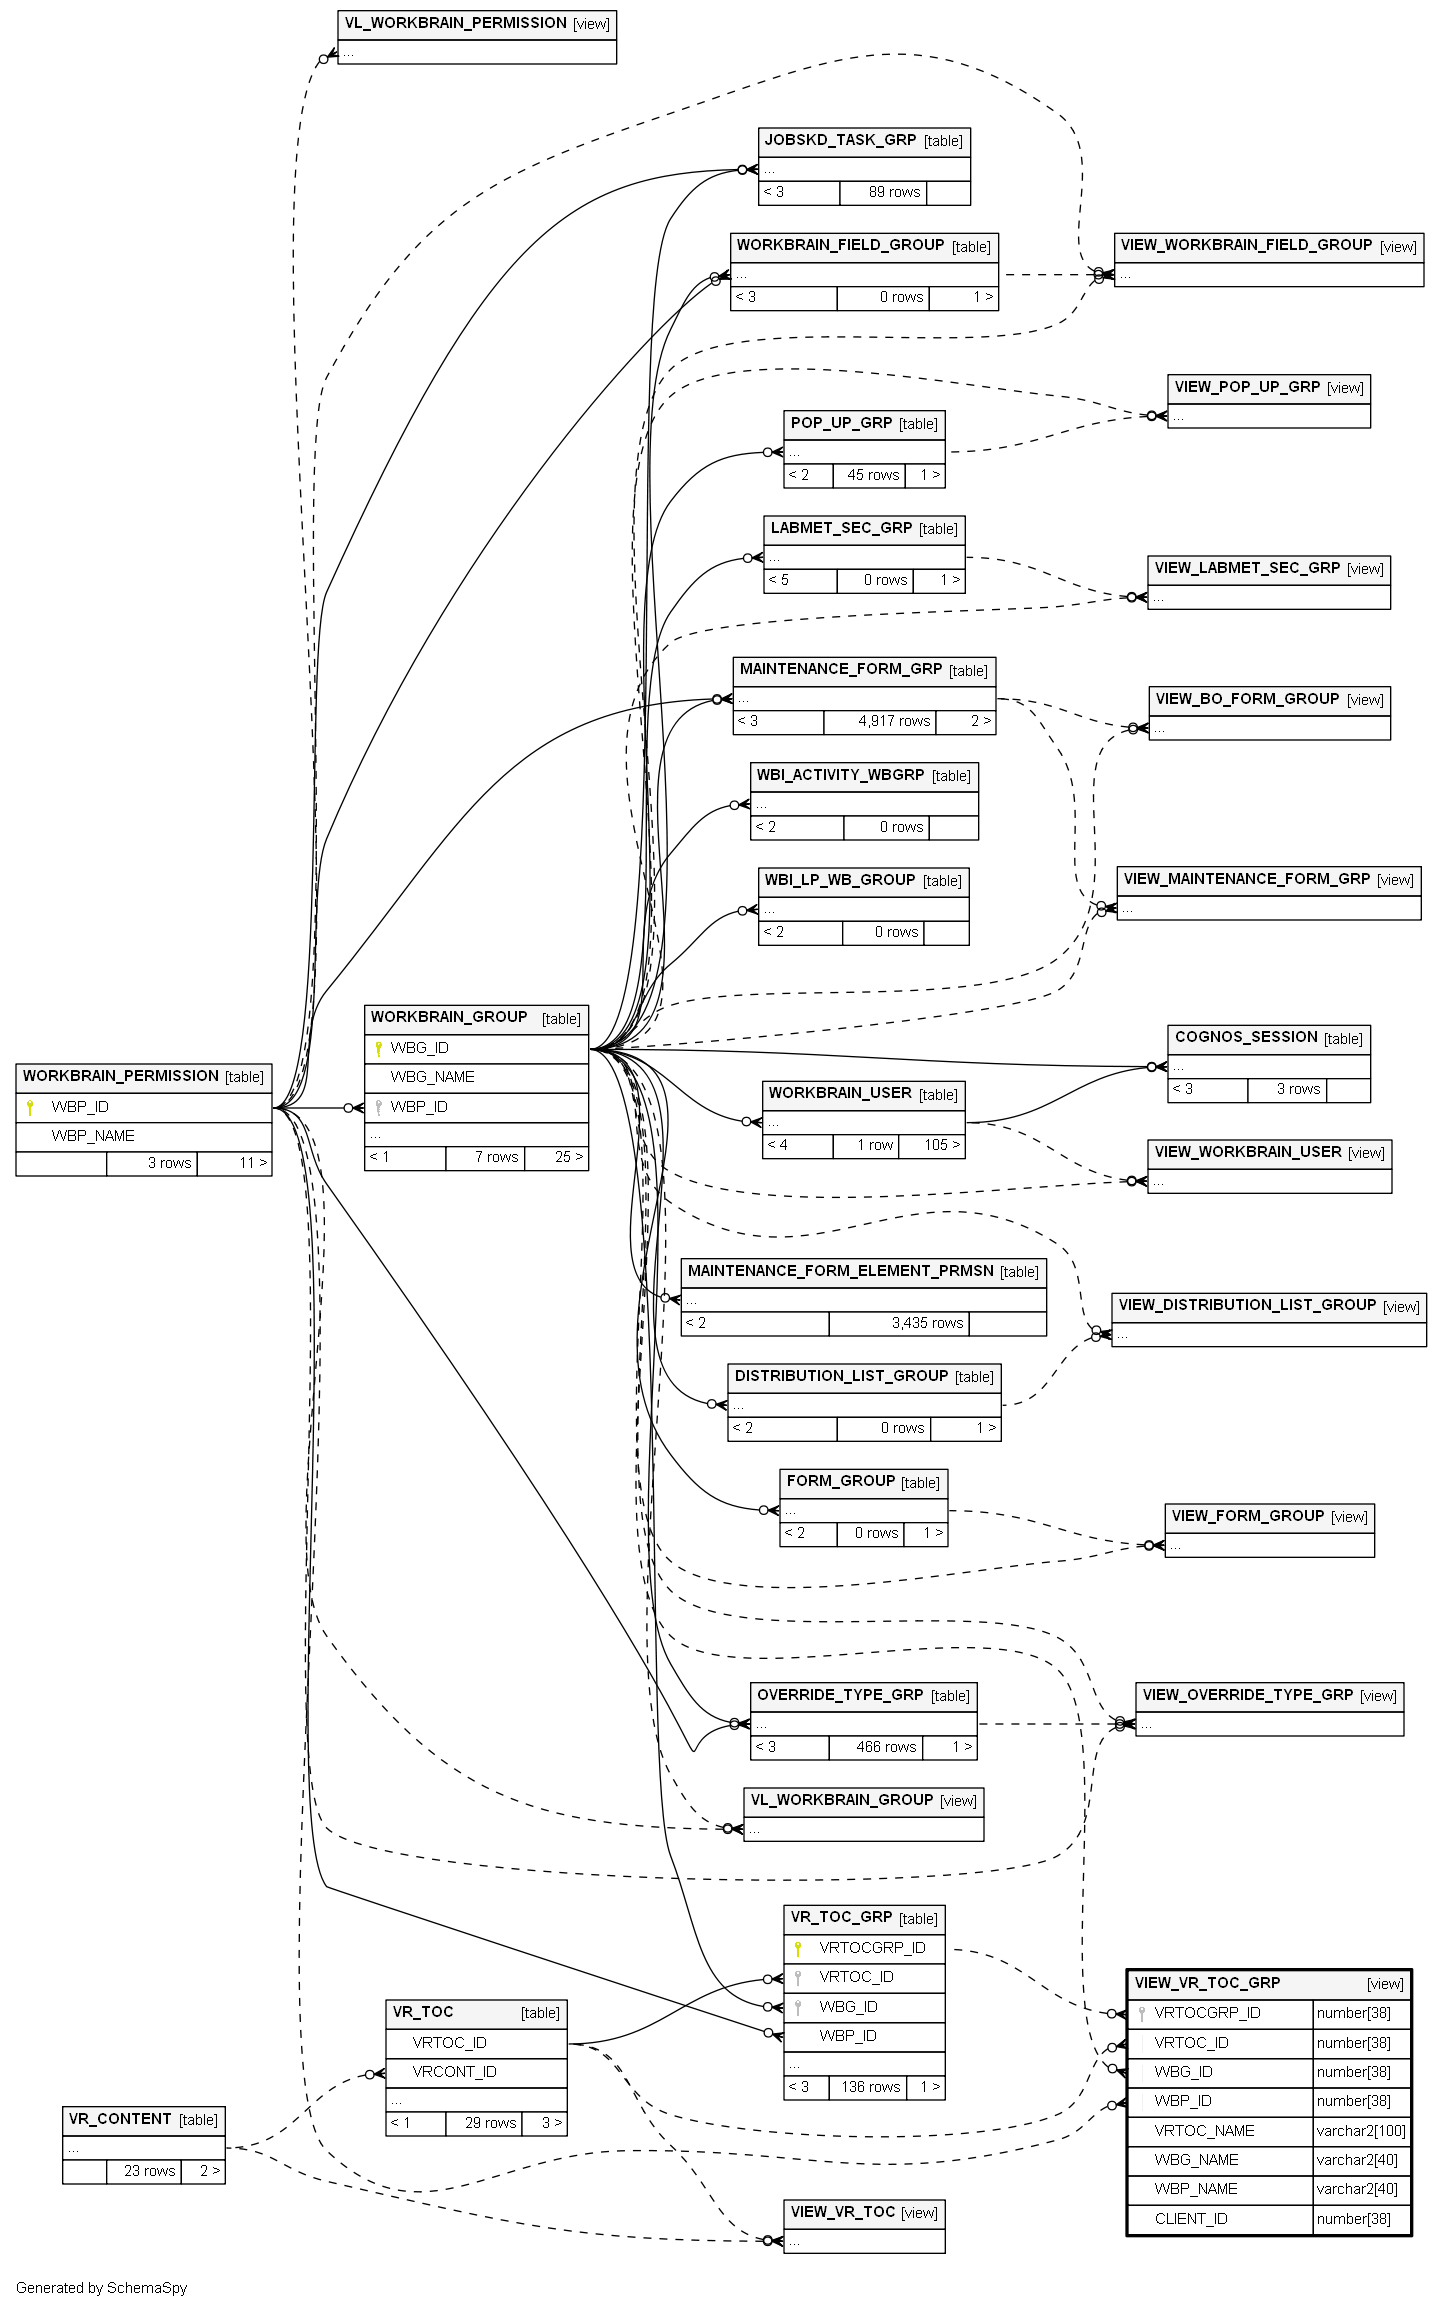 VL_WORKBRAIN_PERMISSION [view]
...
JOBSKD_TASK_GRP [table]
...
< 3 89 rows
WORKBRAIN_FIELD_GROUP [table]
...
< 3 0 rows 1 >
VIEW_WORKBRAIN_FIELD_GROUP [view]
...
VIEW_POP_UP_GRP [view]
...
POP_UP_GRP [table]
...
< 2 45 rows 1 >
LABMET_SEC_GRP [table]
...
< 5 0 rows 1 >
VIEW_LABMET_SEC_GRP [view]
...
MAINTENANCE_FORM_GRP [table]
...
< 3 4,917 rows 2 >
VIEW_BO_FORM_GROUP [view]
...
WBI_ACTIVITY_WBGRP [table]
...
< 2 0 rows
WBI_LP_WB_GROUP [table]
...
< 2 0 rows
VIEW_MAINTENANCE_FORM_GRP [view]
...
WORKBRAIN_GROUP [table]
WBG_ID
WBG_NAME
WBP_ID
...
< 1 7 rows 25 >
WORKBRAIN_PERMISSION [table]
WBP_ID
WBP_NAME
3 rows 11 >
COGNOS_SESSION [table]
...
< 3 3 rows
WORKBRAIN_USER [table]
...
< 4 1 row 105 >
VIEW_WORKBRAIN_USER [view]
...
MAINTENANCE_FORM_ELEMENT_PRMSN [table]
...
< 2 3,435 rows
VIEW_DISTRIBUTION_LIST_GROUP [view]
...
DISTRIBUTION_LIST_GROUP [table]
...
< 2 0 rows 1 >
FORM_GROUP [table]
...
< 2 0 rows 1 >
VIEW_FORM_GROUP [view]
...
OVERRIDE_TYPE_GRP [table]
...
< 3 466 rows 1 >
VIEW_OVERRIDE_TYPE_GRP [view]
...
VL_WORKBRAIN_GROUP [view]
...
VR_TOC_GRP [table]
VRTOCGRP_ID
VRTOC_ID
WBG_ID
WBP_ID
...
< 3 136 rows 1 >
VIEW_VR_TOC_GRP [view]
VRTOCGRP_ID number[38]
VRTOC_ID number[38]
WBG_ID number[38]
WBP_ID number[38]
VRTOC_NAME varchar2[100]
WBG_NAME varchar2[40]
WBP_NAME varchar2[40]
CLIENT_ID number[38]
VR_TOC [table]
VRTOC_ID
VRCONT_ID
...
< 1 29 rows 3 >
VR_CONTENT [table]
...
23 rows 2 >
VIEW_VR_TOC [view]
...
Generated by SchemaSpy